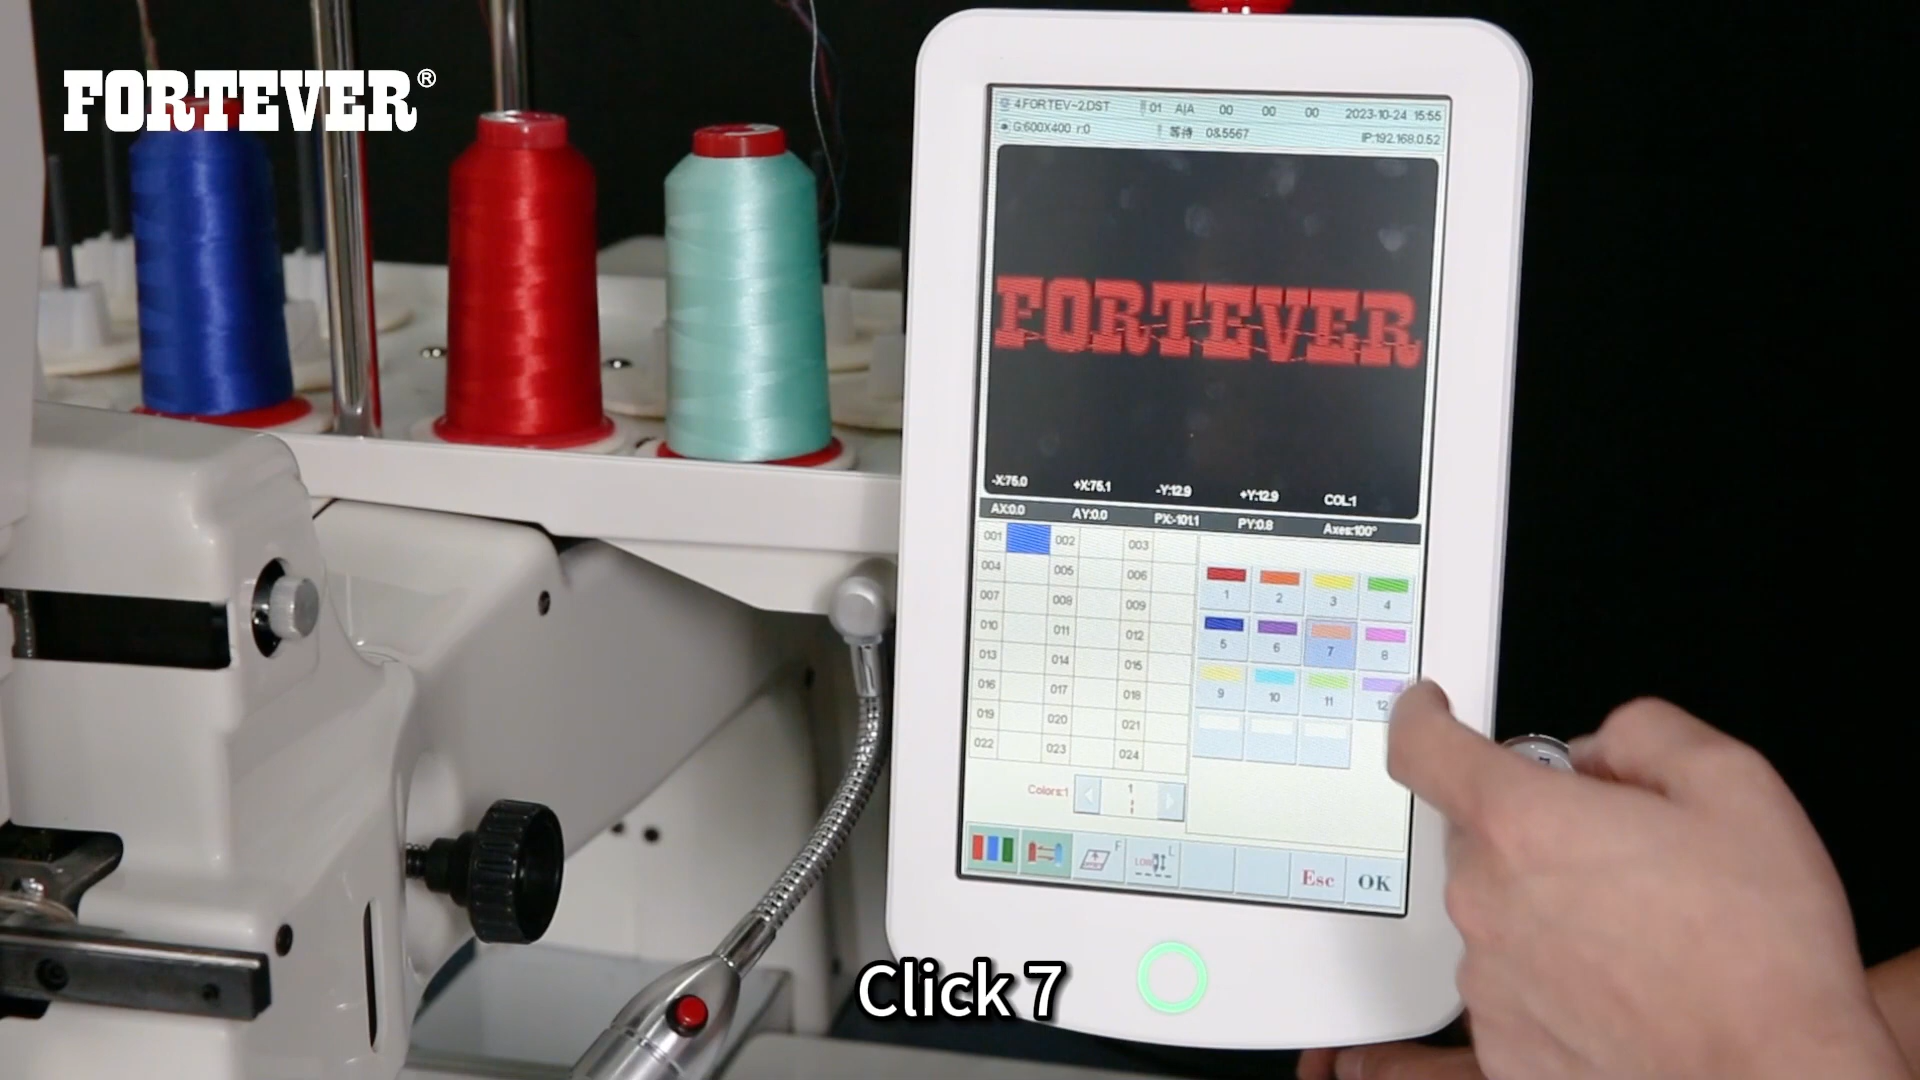 FORTEVER®
4.FORTEV~2.DST 01 A|A 00 00 00 2023-10-24 15:55
G:600X400 r:0 等待 0&5567 IP:192.168.0.52
FORTEVER
-X:75.0 +X:75.1 -Y:12.9 +Y:12.9 COL:1
AX:0.0 AY:0.0 PX:-101.1 PY:0.8 Axes:100°
001 002 003
004 005 006
007 008 009
010 011 012
013 014 015
016 017 018
019 020 021
022 023 024
1 2 3 4
5 6 7 8
9 10 11 12
Colors:1 1
F
LOW L
Esc OK
Click 7